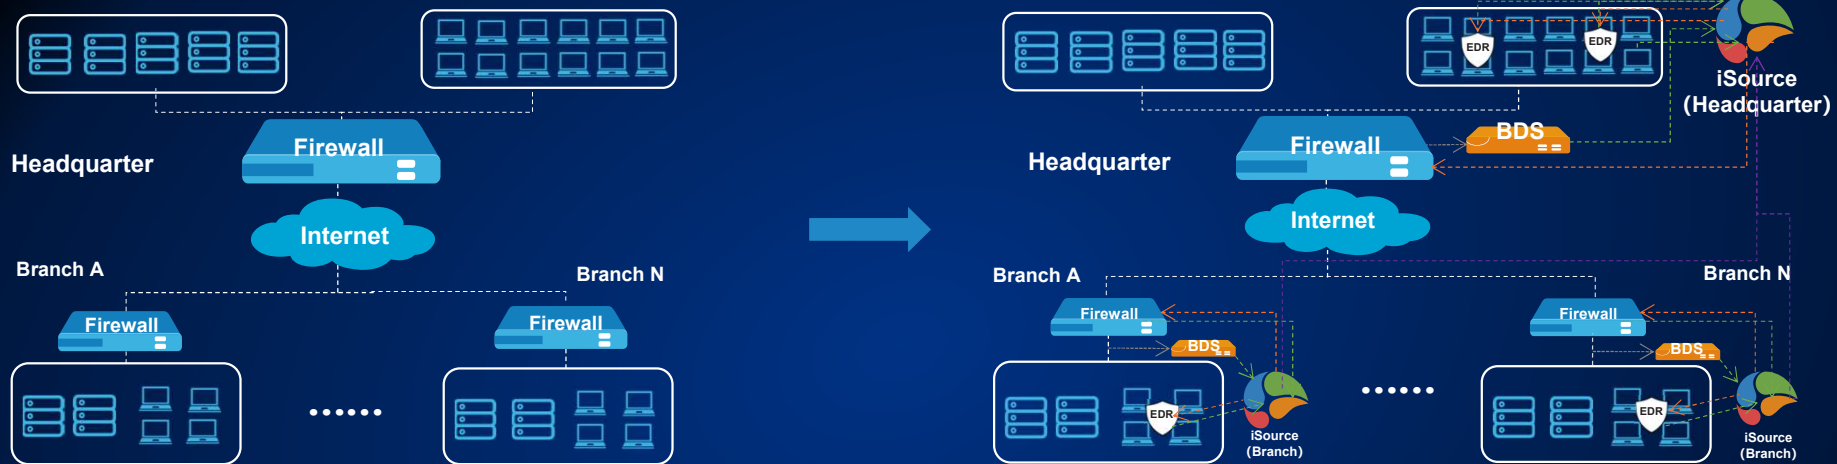 Firewall
Headquarter
Internet
Branch A
Branch N
Firewall
Firewall
......
EDR
EDR
iSource
(Headquarter)
BDS
Firewall
Headquarter
Internet
Branch A
Branch N
Firewall
Firewall
BDS
BDS
......
EDR
EDR
iSource
(Branch)
iSource
(Branch)